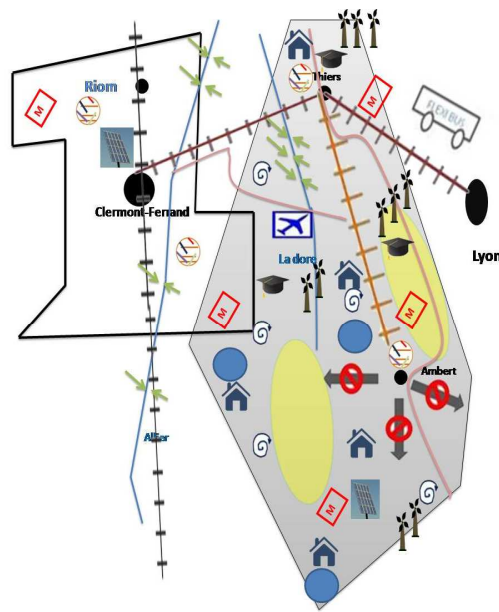 Thiers
Riom
M
M
FLEXIBUS
Clermont-Ferrand
Lyon
La dore
M
M
Ambert
Allier
M